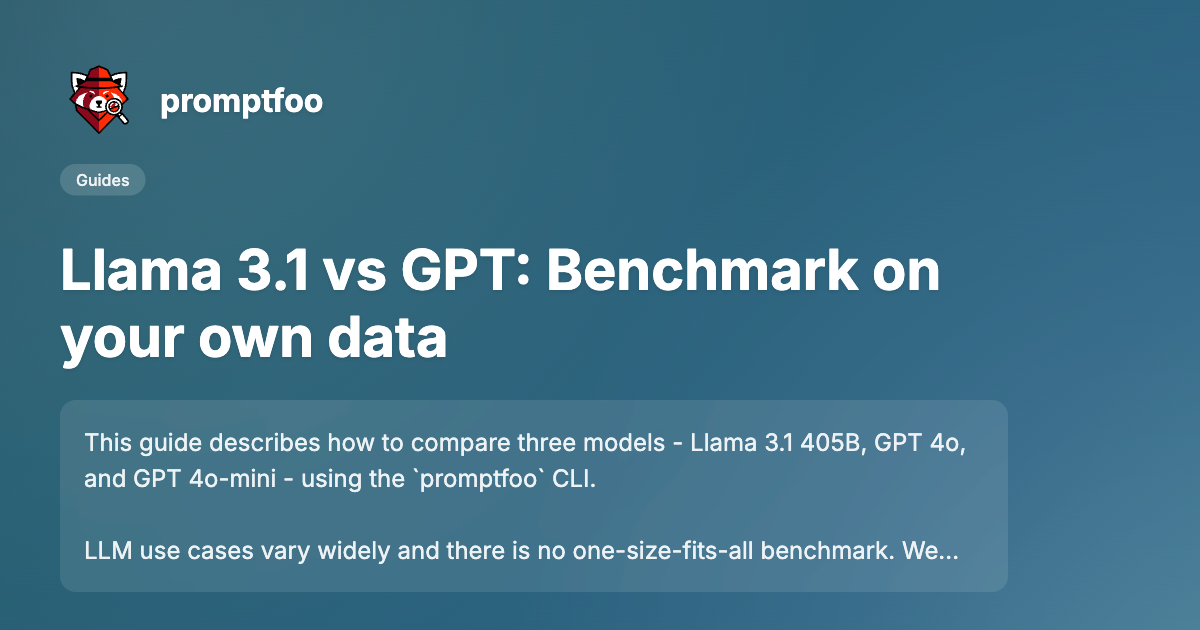 promptfoo
Guides
Llama 3.1 vs GPT: Benchmark on
your own data
This guide describes how to compare three models - Llama 3.1 405B, GPT 4o,
and GPT 4o-mini - using the `promptfoo` CLI.
LLM use cases vary widely and there is no one-size-fits-all benchmark. We...